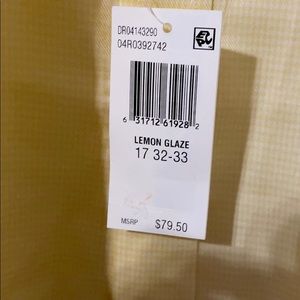 DR04143290
04R0392742
6 31712 61928 2
LEMON GLAZE
17 32-33
MSRP $79.50